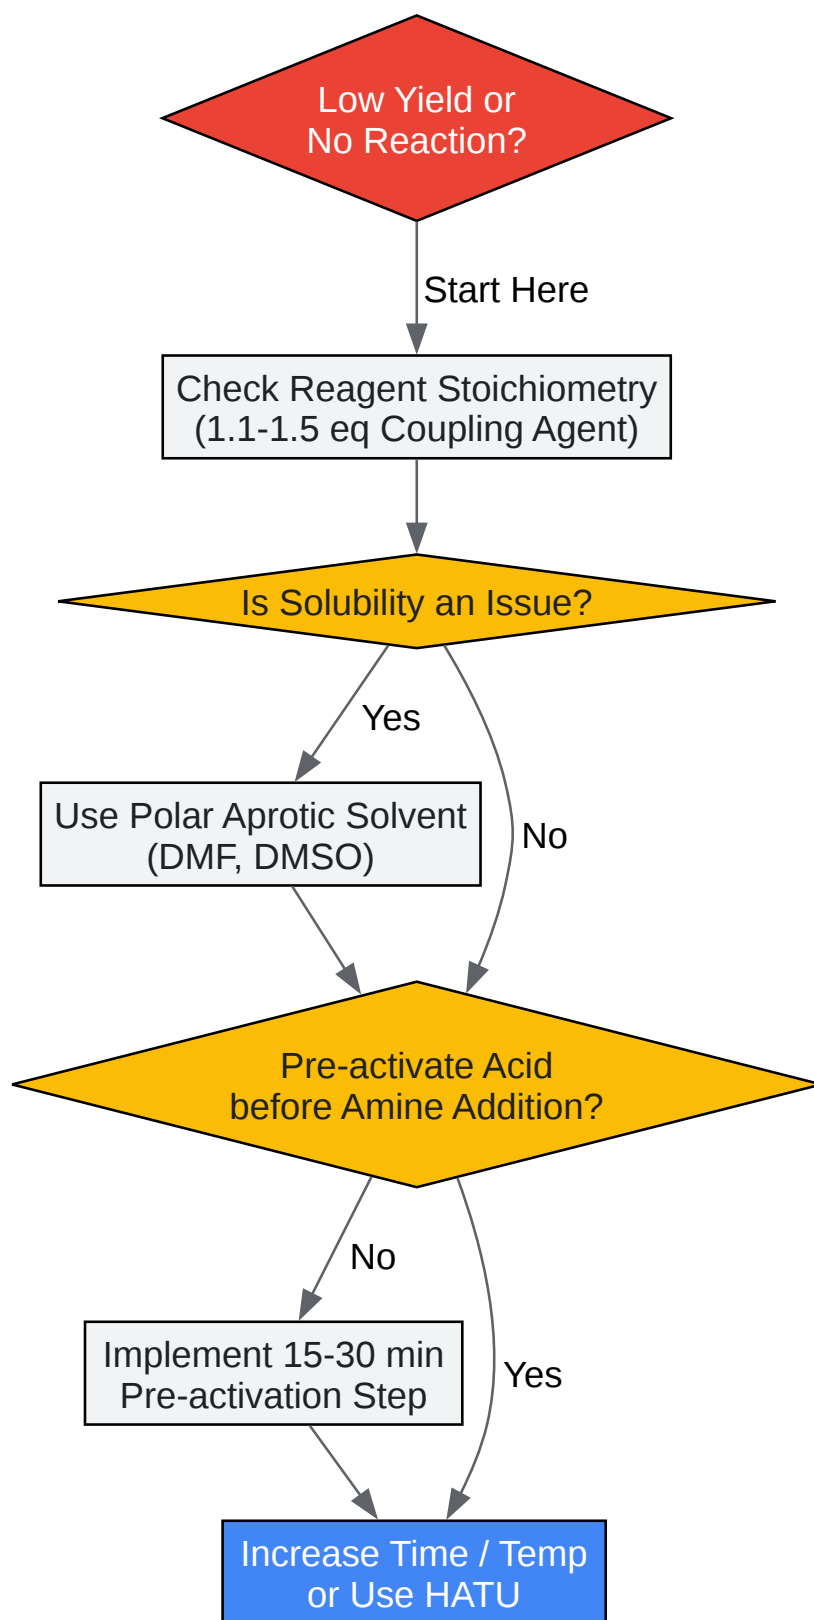 Low Yield or
No Reaction?
Start Here
Check Reagent Stoichiometry
(1.1-1.5 eq Coupling Agent)
Is Solubility an Issue?
Yes
Use Polar Aprotic Solvent
(DMF, DMSO)
No
Pre-activate Acid
before Amine Addition?
No
Implement 15-30 min
Pre-activation Step
Yes
Increase Time / Temp
or Use HATU